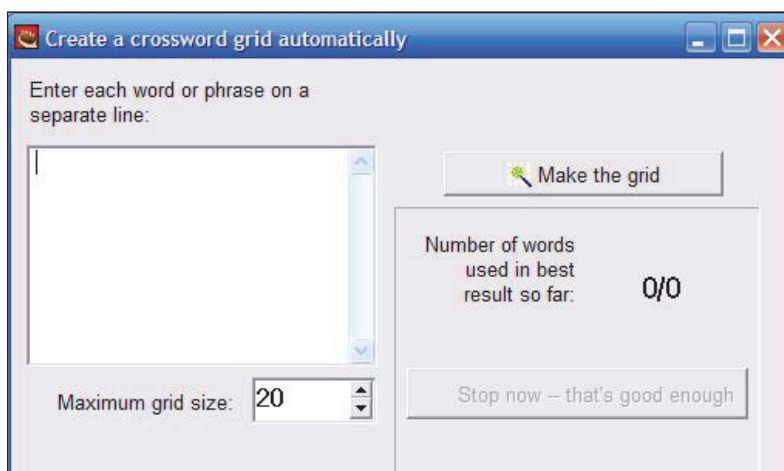 Create a crossword grid automatically
Enter each word or phrase on a
separate line:
Make the grid
Number of words
used in best
result so far:
0/0
Maximum grid size:
20
Stop now -- that's good enough